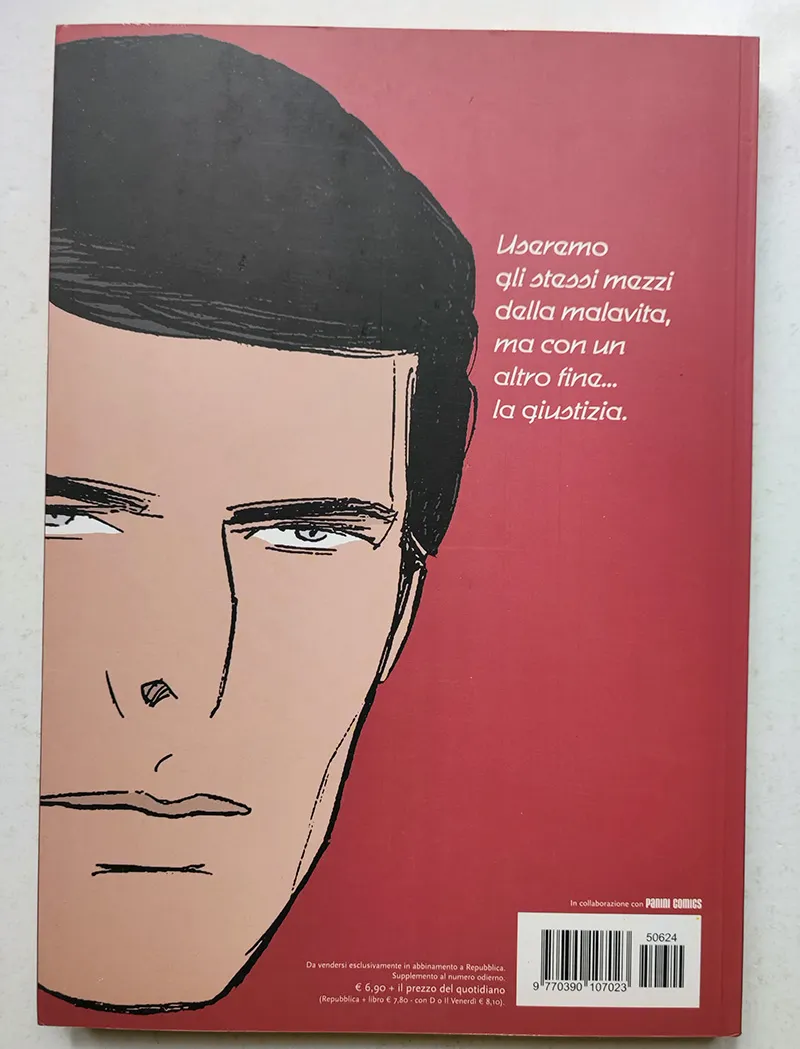 Useremo
gli stessi mezzi
della malavita,
ma con un
altro fine...
la giustizia.
In collaborazione con PANINI COMICS
50624
9 770390 107023
Da vendersi esclusivamente in abbinamento a Repubblica.
Supplemento al numero odierno.
€ 6,90 + il prezzo del quotidiano
(Repubblica + libro € 7,80 - con D o Il Venerdì € 8,10).